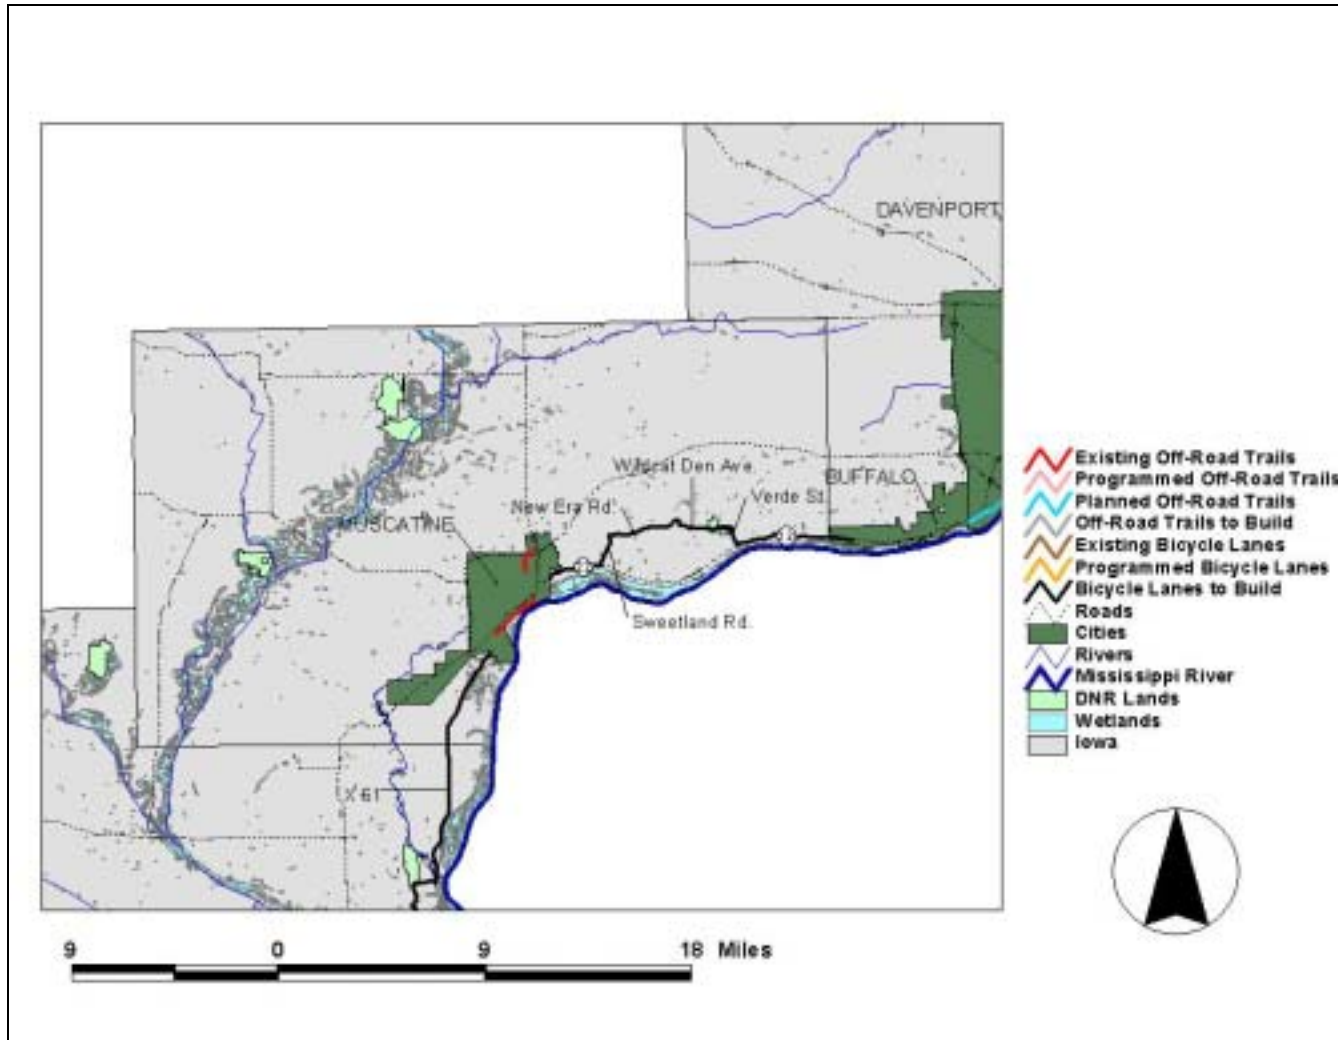 DAVENPORT
Wildcat Den Ave.
BUFFALO
Verde St.
New Era Rd.
MUSCATINE
Sweetland Rd.
X 61
Existing Off-Road Trails
Programmed Off-Road Trails
Planned Off-Road Trails
Off-Road Trails to Build
Existing Bicycle Lanes
Programmed Bicycle Lanes
Bicycle Lanes to Build
Roads
Cities
Rivers
Mississippi River
DNR Lands
Wetlands
Iowa
9 0 9 18 Miles